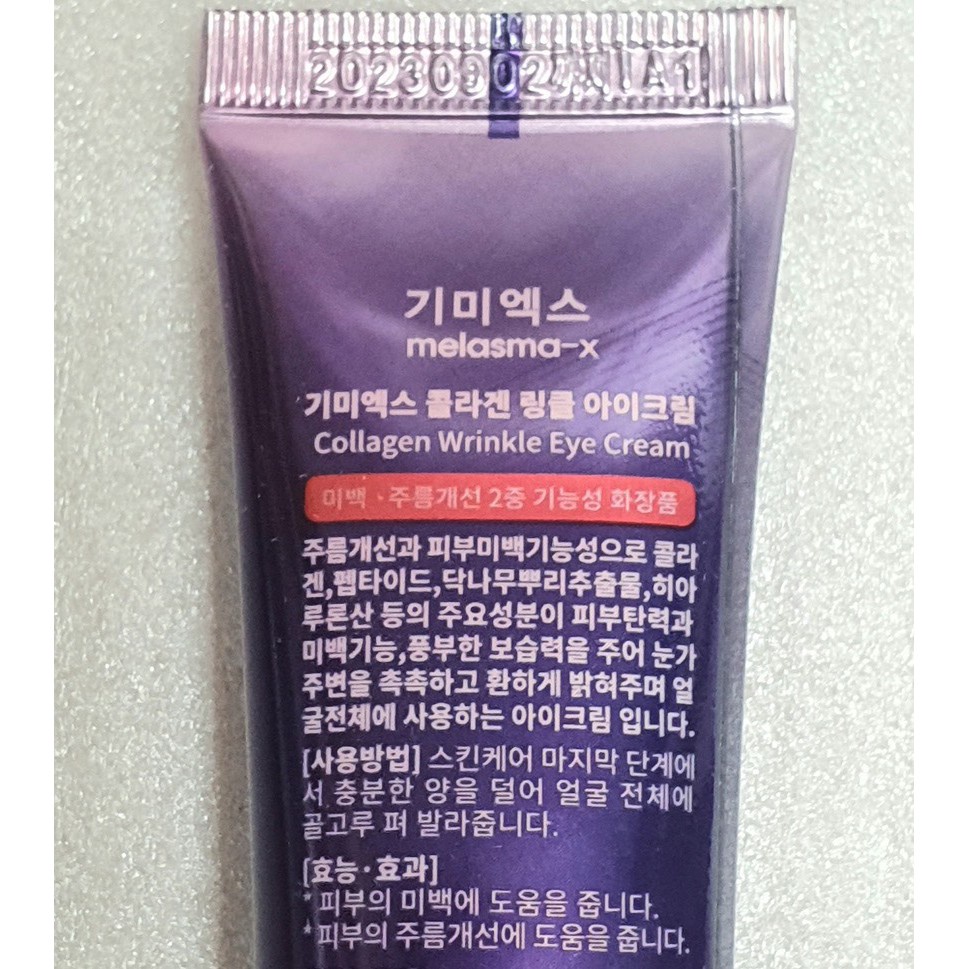 20230902
기미엑스
melasma-x
기미엑스 콜라겐 링클 아이크림
Collagen Wrinkle Eye Cream
미백 · 주름개선 2중 기능성 화장품
주름개선과 피부미백기능성으로 콜라
겐,펩타이드,닥나무뿌리추출물,히아
루론산 등의 주요성분이 피부탄력과
미백기능,풍부한 보습력을 주어 눈가
주변을 촉촉하고 환하게 밝혀주며 얼
굴전체에 사용하는 아이크림 입니다.
[사용방법] 스킨케어 마지막 단계에
서 충분한 양을 덜어 얼굴 전체에
골고루 펴 발라줍니다.
[효능·효과]
* 피부의 미백에 도움을 줍니다.
* 피부의 주름개선에 도움을 줍니다.